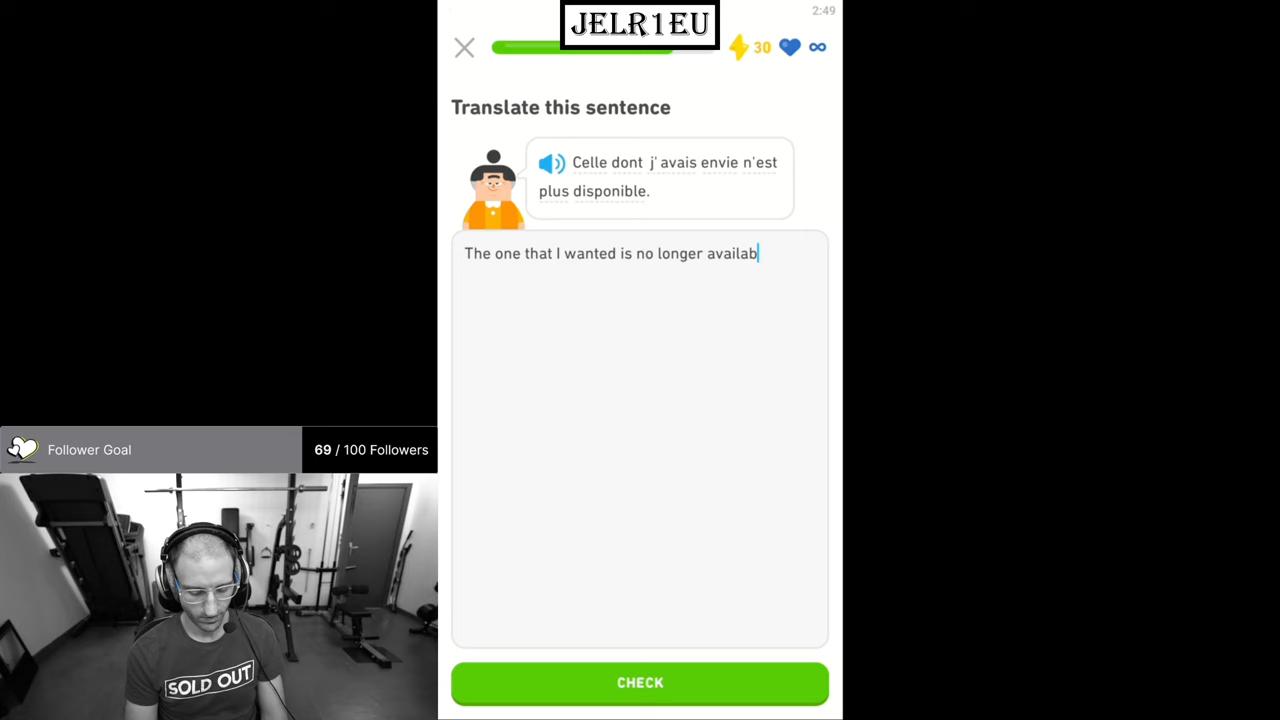 JELR1EU
2:49
30
∞
Translate this sentence
Celle dont j'avais envie n'est
plus disponible.
The one that I wanted is no longer availab
Follower Goal
69 / 100 Followers
SOLD OUT
CHECK